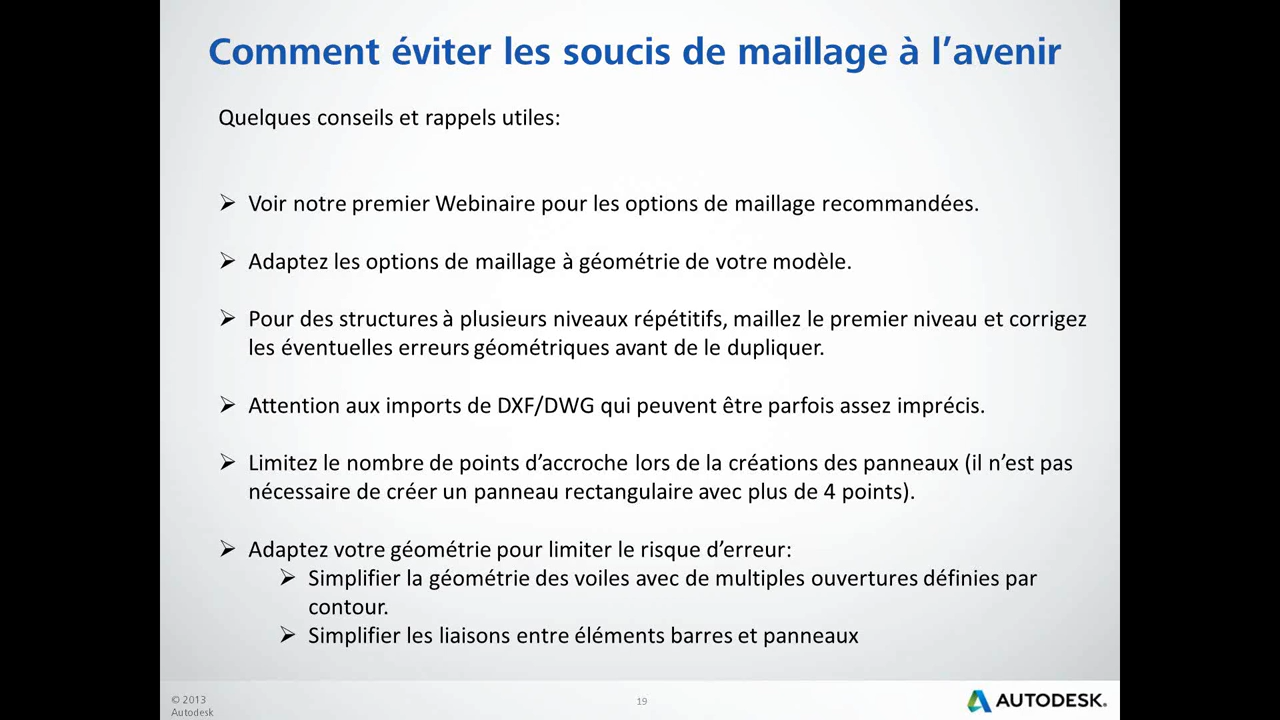 Comment éviter les soucis de maillage à l’avenir
Quelques conseils et rappels utiles:
➢ Voir notre premier Webinaire pour les options de maillage recommandées.
➢ Adaptez les options de maillage à géométrie de votre modèle.
➢ Pour des structures à plusieurs niveaux répétitifs, maillez le premier niveau et corrigez
les éventuelles erreurs géométriques avant de le dupliquer.
➢ Attention aux imports de DXF/DWG qui peuvent être parfois assez imprécis.
➢ Limitez le nombre de points d’accroche lors de la créations des panneaux (il n’est pas
nécessaire de créer un panneau rectangulaire avec plus de 4 points).
➢ Adaptez votre géométrie pour limiter le risque d’erreur:
➢ Simplifier la géométrie des voiles avec de multiples ouvertures définies par
contour.
➢ Simplifier les liaisons entre éléments barres et panneaux
© 2013
Autodesk
19
AUTODESK.